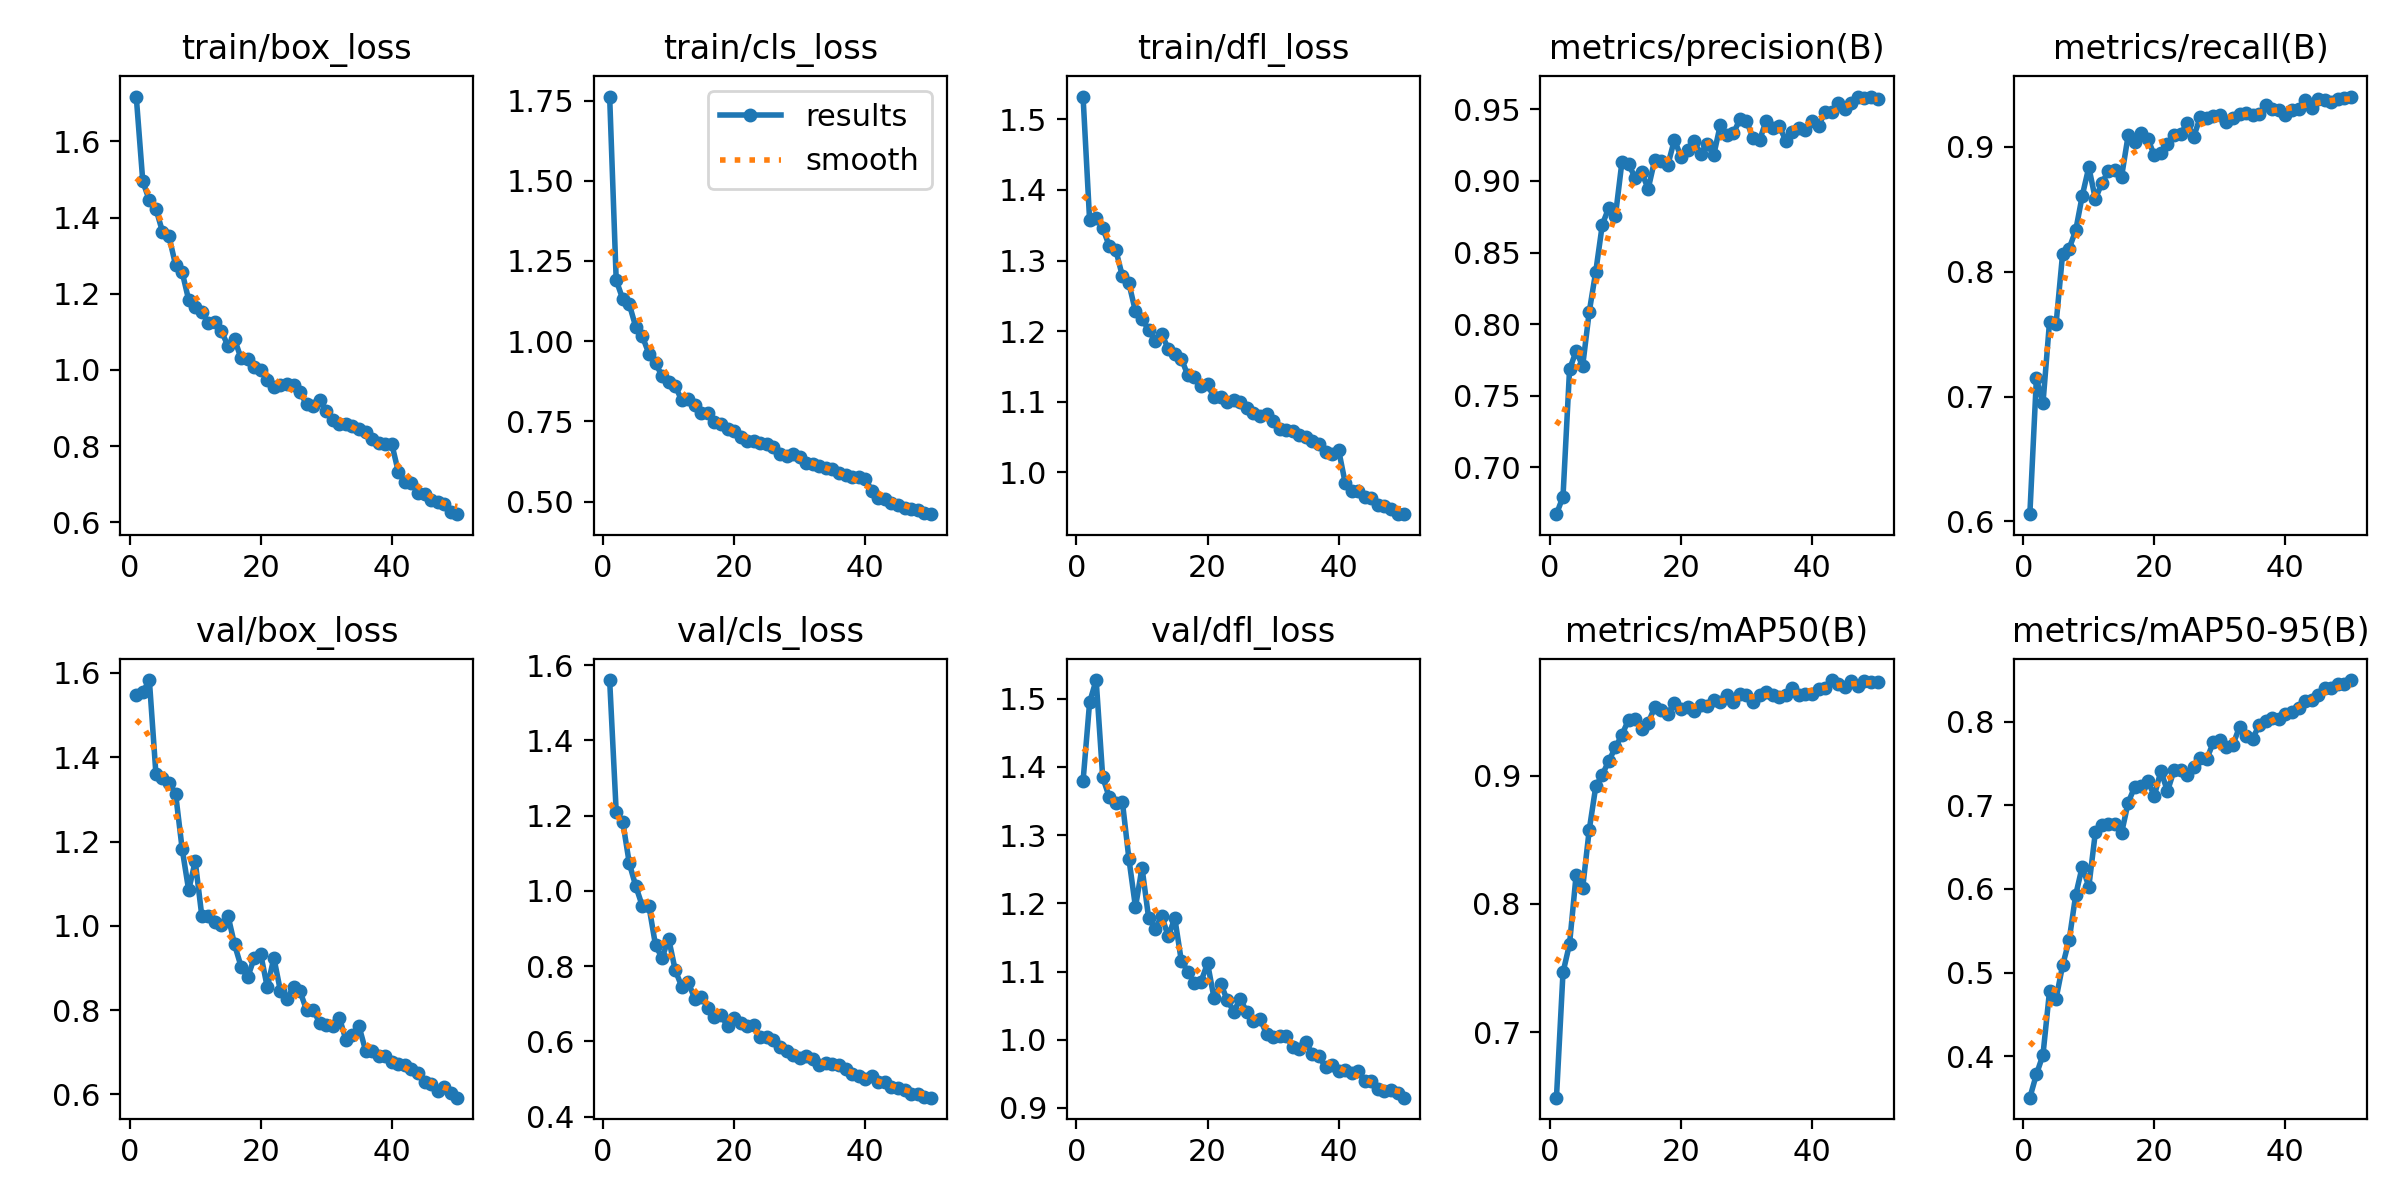 train/box_loss
1.6
1.4
1.2
1.0
0.8
0.6
0 20 40
train/cls_loss
results
smooth
1.75
1.50
1.25
1.00
0.75
0.50
0 20 40
train/dfl_loss
1.5
1.4
1.3
1.2
1.1
1.0
0 20 40
metrics/precision(B)
0.95
0.90
0.85
0.80
0.75
0.70
0 20 40
metrics/recall(B)
0.9
0.8
0.7
0.6
0 20 40
val/box_loss
1.6
1.4
1.2
1.0
0.8
0.6
0 20 40
val/cls_loss
1.6
1.4
1.2
1.0
0.8
0.6
0.4
0 20 40
val/dfl_loss
1.5
1.4
1.3
1.2
1.1
1.0
0.9
0 20 40
metrics/mAP50(B)
0.9
0.8
0.7
0 20 40
metrics/mAP50-95(B)
0.8
0.7
0.6
0.5
0.4
0 20 40